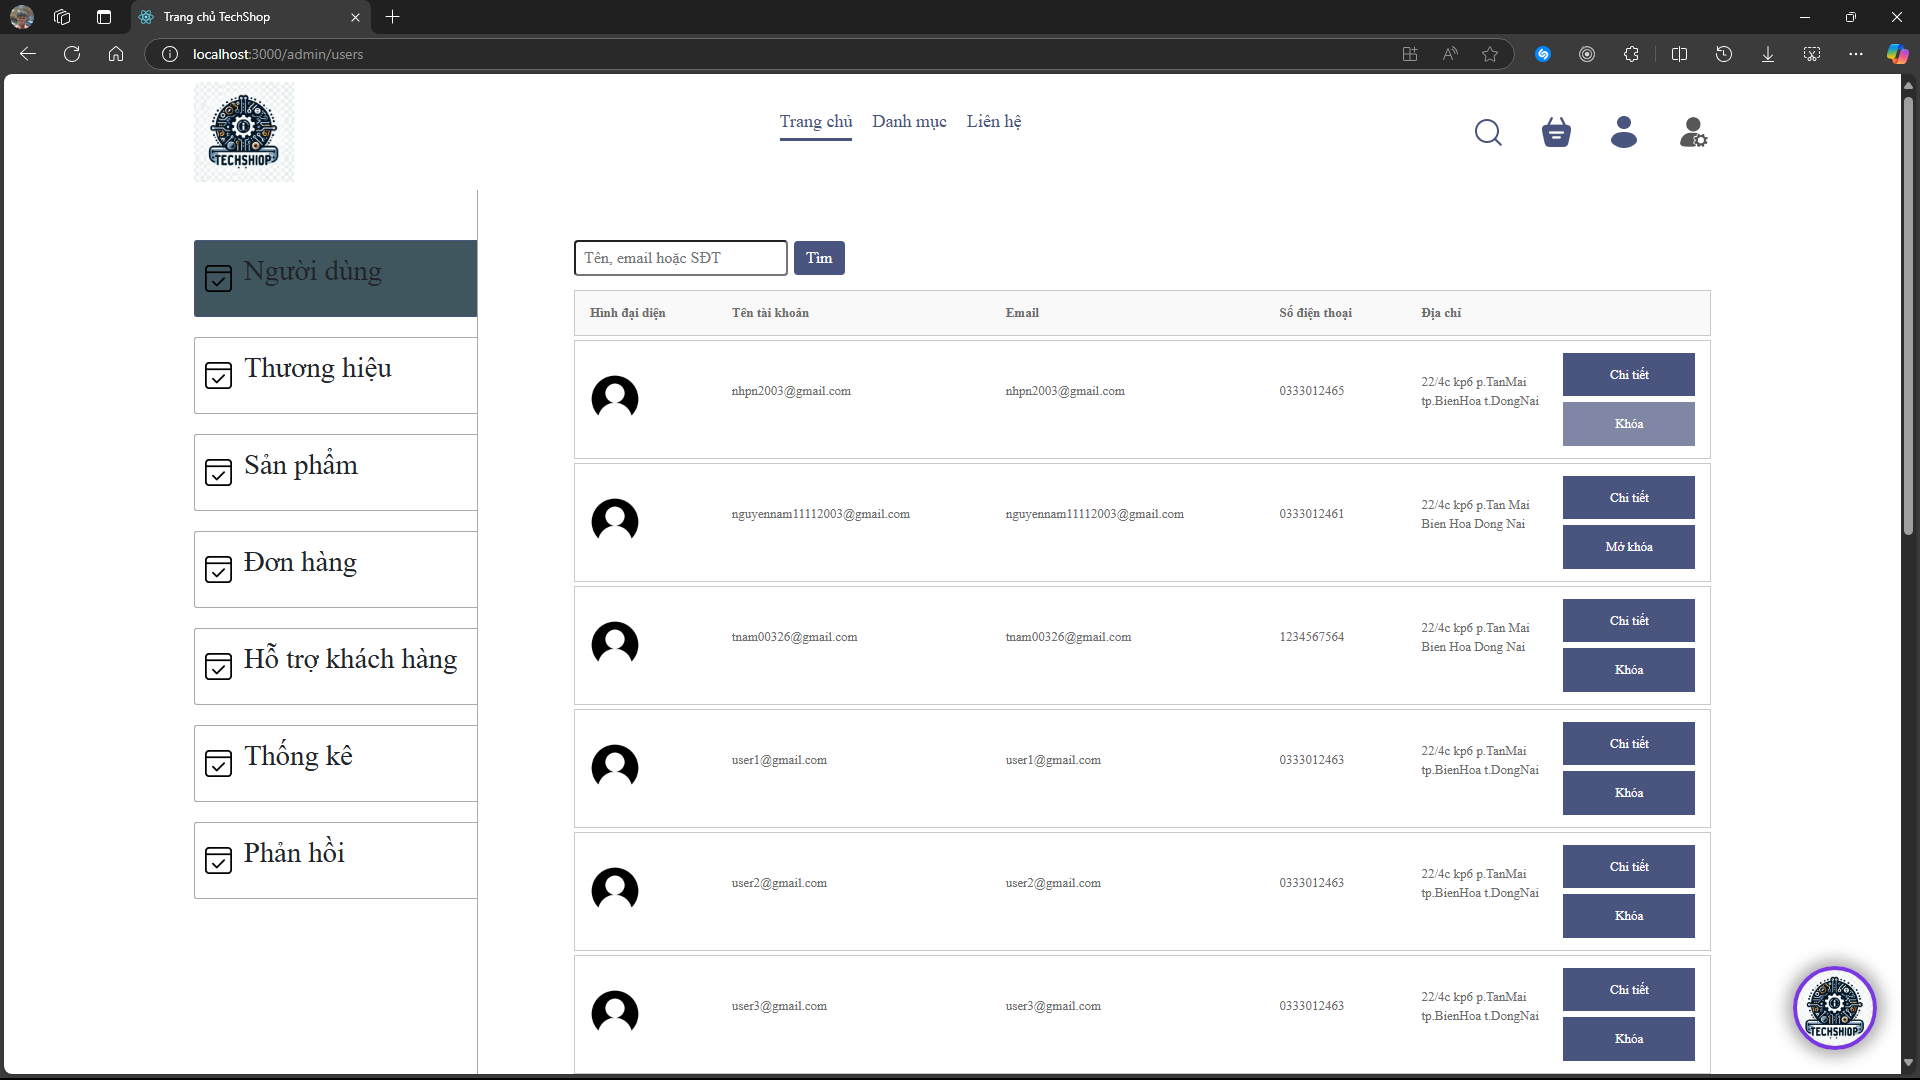 Trang chủ TechShop
localhost:3000/admin/users
TECHSHIOP
Trang chủ Danh mục Liên hệ
Người dùng
Thương hiệu
Sản phẩm
Đơn hàng
Hỗ trợ khách hàng
Thống kê
Phản hồi
Tên, email hoặc SĐT Tìm
Hình đại diện Tên tài khoản Email Số điện thoại Địa chỉ
nhpn2003@gmail.com nhpn2003@gmail.com 0333012465 22/4c kp6 p.TanMai
tp.BienHoa t.DongNai
Chi tiết
Khóa
nguyennam11112003@gmail.com nguyennam11112003@gmail.com 0333012461 22/4c kp6 p.Tan Mai
Bien Hoa Dong Nai
Chi tiết
Mở khóa
tnam00326@gmail.com tnam00326@gmail.com 1234567564 22/4c kp6 p.Tan Mai
Bien Hoa Dong Nai
Chi tiết
Khóa
user1@gmail.com user1@gmail.com 0333012463 22/4c kp6 p.TanMai
tp.BienHoa t.DongNai
Chi tiết
Khóa
user2@gmail.com user2@gmail.com 0333012463 22/4c kp6 p.TanMai
tp.BienHoa t.DongNai
Chi tiết
Khóa
user3@gmail.com user3@gmail.com 0333012463 22/4c kp6 p.TanMai
tp.BienHoa t.DongNai
Chi tiết
Khóa
TECHSHIOP